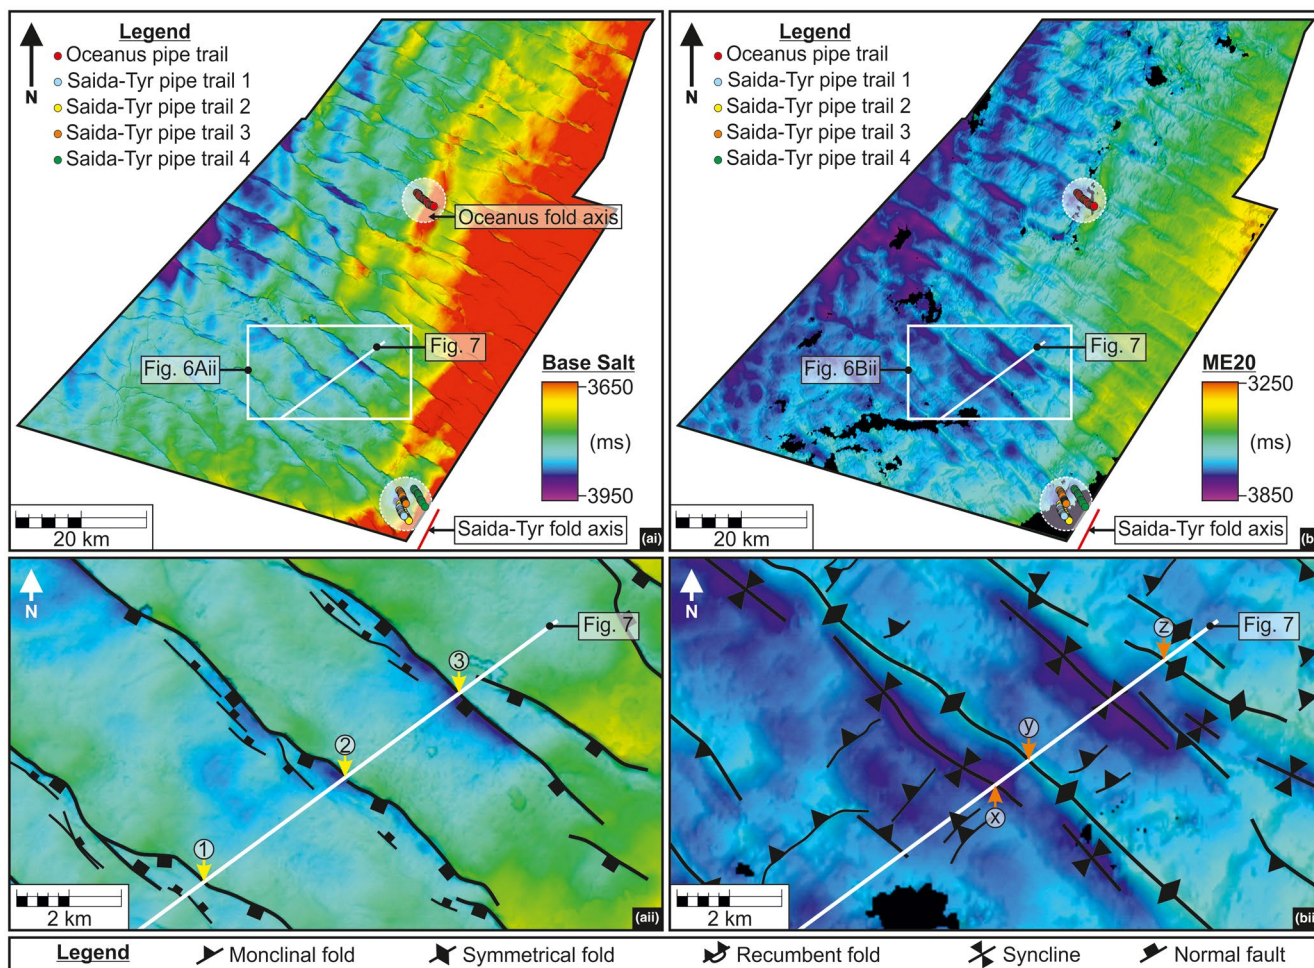 Legend
Oceanus pipe trail
Saida-Tyr pipe trail 1
Saida-Tyr pipe trail 2
Saida-Tyr pipe trail 3
Saida-Tyr pipe trail 4
N
Oceanus fold axis
Fig. 7
Fig. 6Aii
Base Salt
3650
(ms)
3950
Saida-Tyr fold axis
20 km
(ai)
Legend
Oceanus pipe trail
Saida-Tyr pipe trail 1
Saida-Tyr pipe trail 2
Saida-Tyr pipe trail 3
Saida-Tyr pipe trail 4
N
Fig. 7
Fig. 6Bii
ME20
3250
(ms)
3850
Saida-Tyr fold axis
20 km
N
Fig. 7
3
2
1
2 km
(aii)
N
z
Fig. 7
y
x
2 km
(bii
Legend
Monclinal fold
Symmetrical fold
Recumbent fold
Syncline
Normal fault